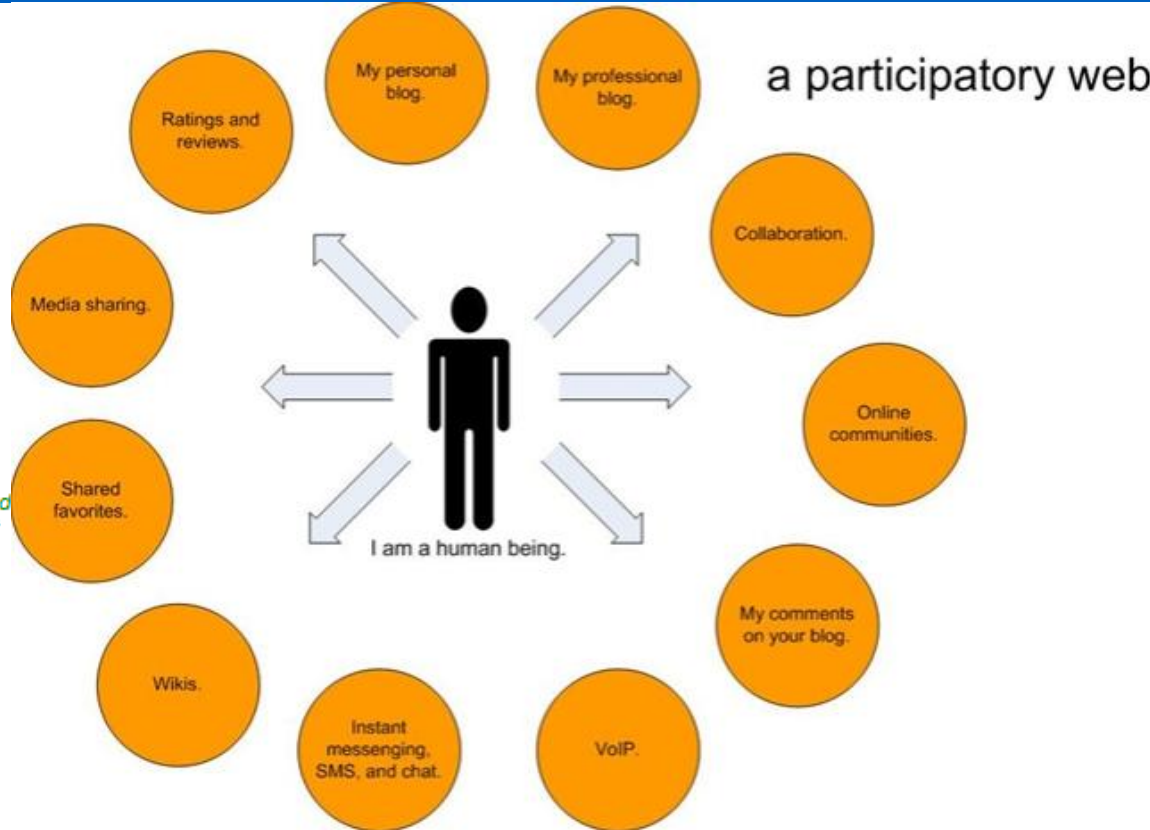 a participatory web
My personal
blog.
My professional
blog.
Ratings and
reviews.
Collaboration.
Media sharing.
Online
communities.
Shared
favorites.
d
I am a human being.
My comments
on your blog.
Wikis.
Instant
messenging,
SMS, and chat.
VoIP.